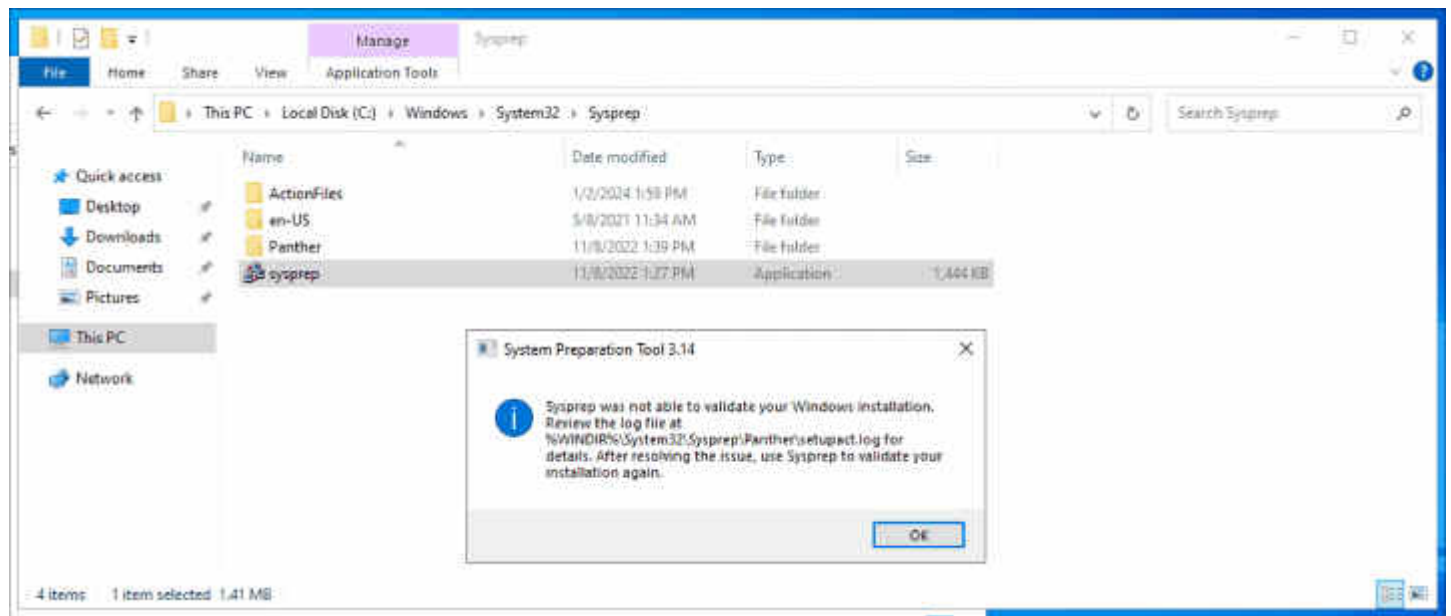 Manage Sysprep
File Home Share View Application Tools
This PC › Local Disk (C:) › Windows › System32 › Sysprep
Search Sysprep
Name Date modified Type Size
Quick access
Desktop
Downloads
Documents
Pictures
This PC
Network
ActionFiles 1/2/2024 1:59 PM File folder
en-US 5/8/2021 11:34 AM File folder
Panther 11/8/2022 1:39 PM File folder
sysprep 11/8/2022 1:27 PM Application 1,444 KB
System Preparation Tool 3.14
Sysprep was not able to validate your Windows installation.
Review the log file at
%WINDIR%\System32\Sysprep\Panther\setupact.log for
details. After resolving the issue, use Sysprep to validate your
installation again.
OK
4 items 1 item selected 1.41 MB